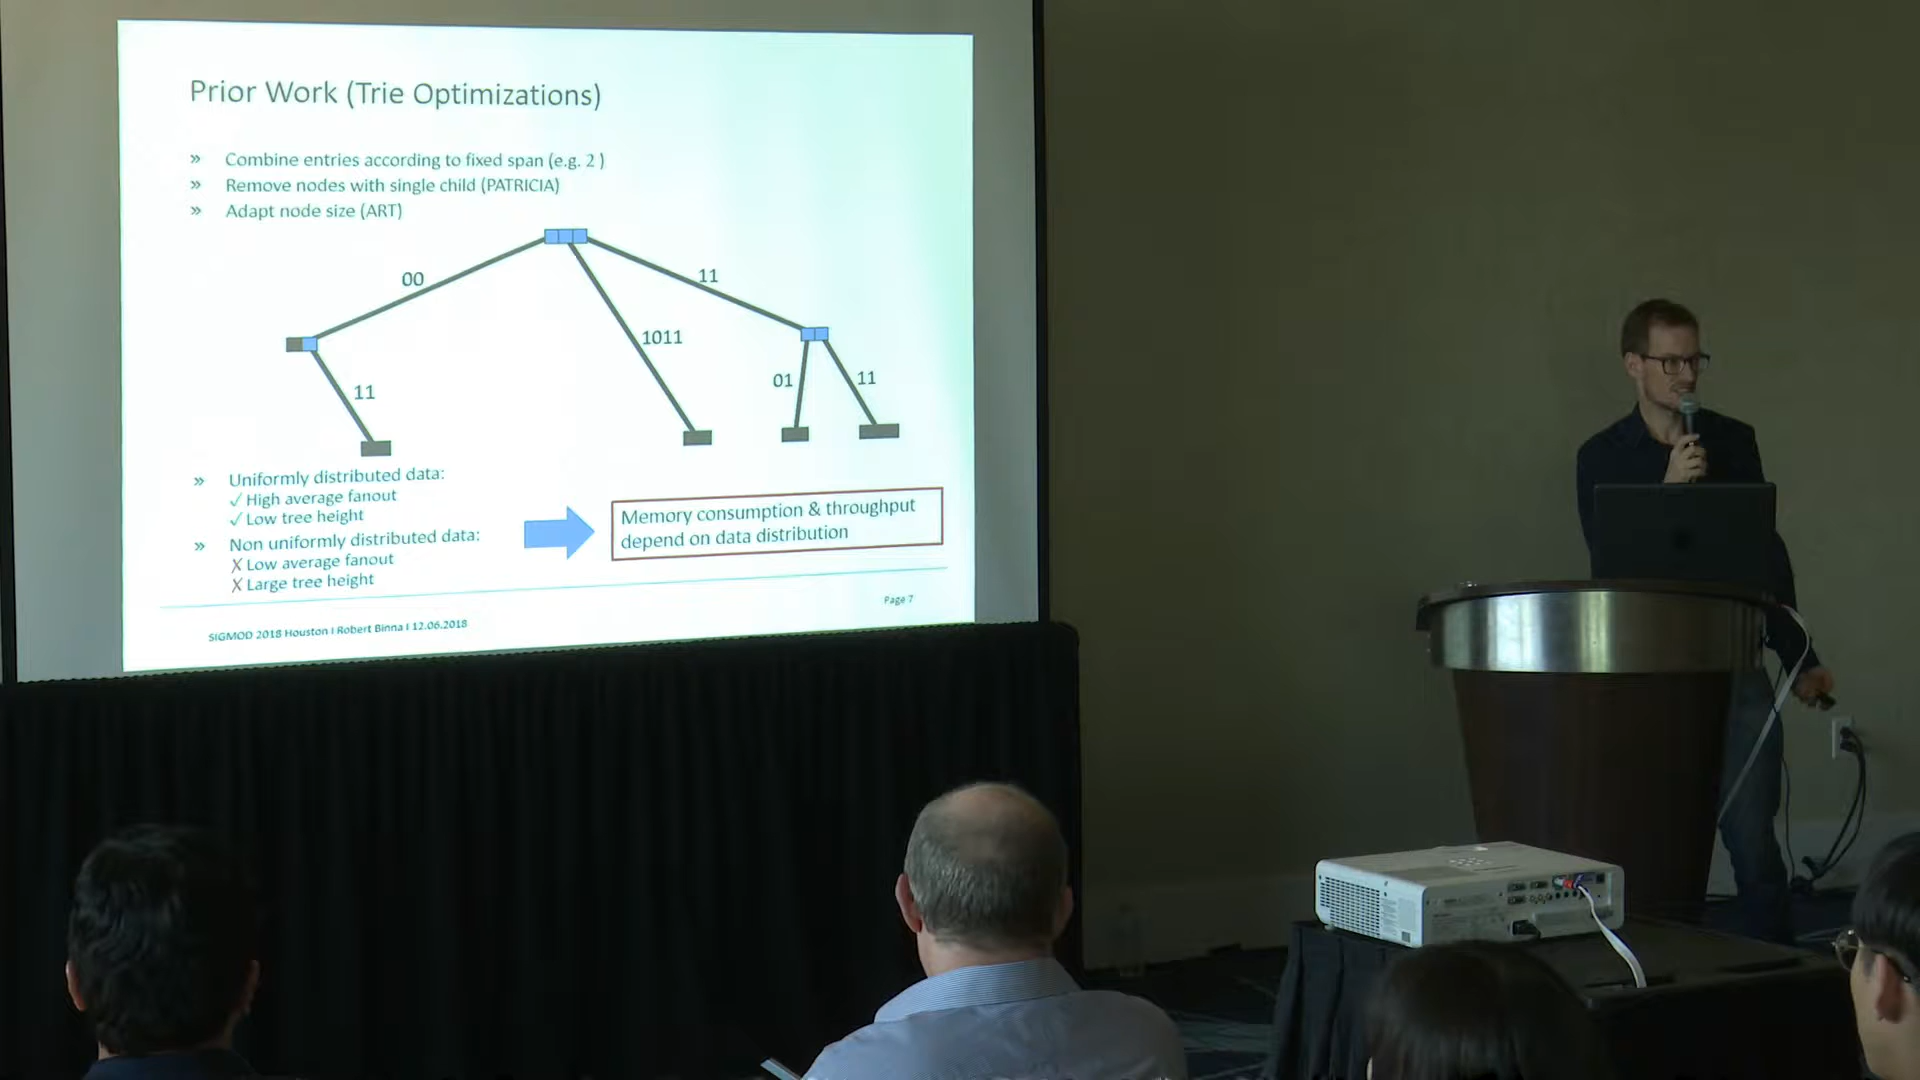 Prior Work (Trie Optimizations)
» Combine entries according to fixed span (e.g. 2 )
» Remove nodes with single child (PATRICIA)
» Adapt node size (ART)
00
11
1011
01
11
11
» Uniformly distributed data:
✓ High average fanout
✓ Low tree height
» Non uniformly distributed data:
✗ Low average fanout
✗ Large tree height
Memory consumption & throughput
depend on data distribution
Page 7
SIGMOD 2018 Houston I Robert Binna I 12.06.2018